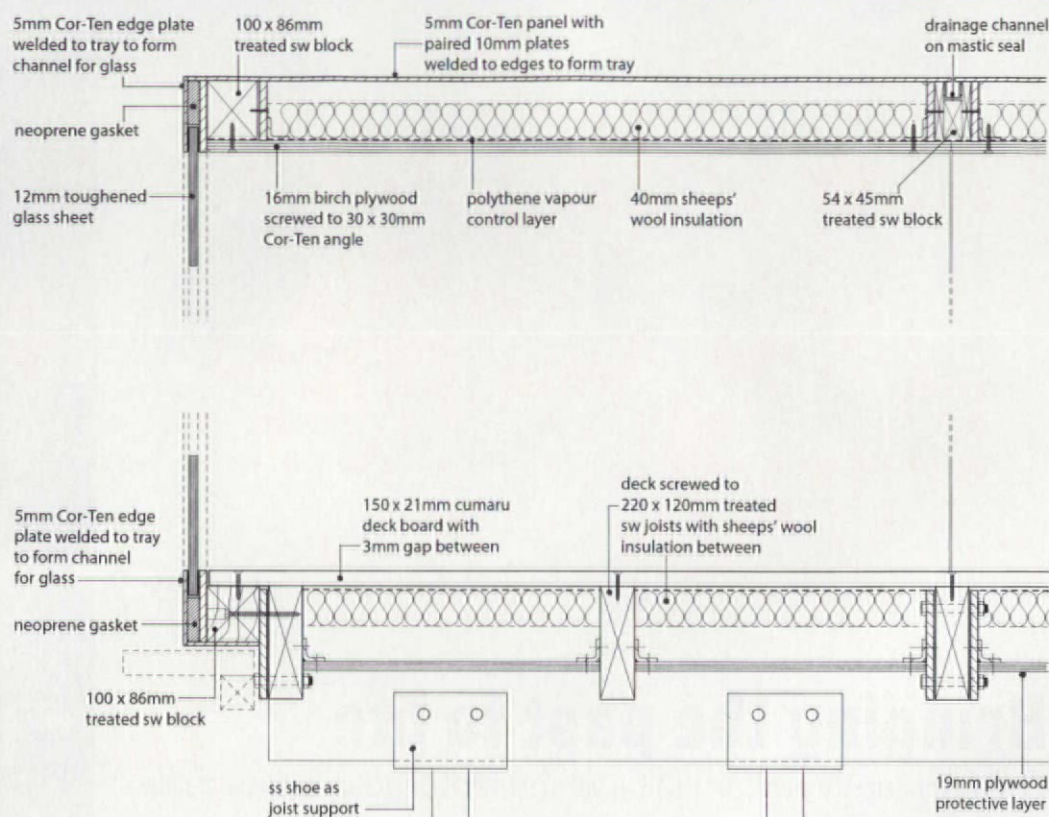 5mm Cor-Ten edge plate
welded to tray to form
channel for glass
100 x 86mm
treated sw block
5mm Cor-Ten panel with
paired 10mm plates
welded to edges to form tray
drainage channel
on mastic seal
neoprene gasket
12mm toughened
glass sheet
16mm birch plywood
screwed to 30 x 30mm
Cor-Ten angle
polythene vapour
control layer
40mm sheeps'
wool insulation
54 x 45mm
treated sw block
5mm Cor-Ten edge
plate welded to tray
to form channel
for glass
150 x 21mm cumaru
deck board with
3mm gap between
deck screwed to
220 x 120mm treated
sw joists with sheeps' wool
insulation between
neoprene gasket
100 x 86mm
treated sw block
ss shoe as
joist support
19mm plywood
protective layer